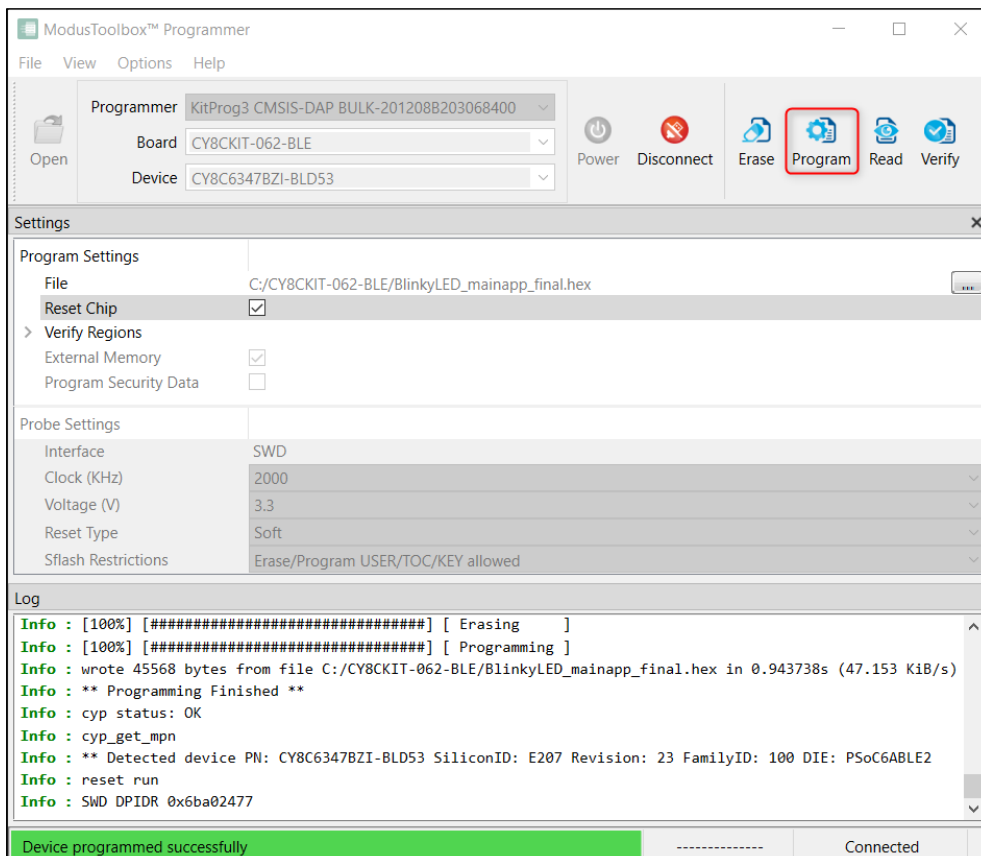 ModusToolbox™ Programmer
File View Options Help
Open
Programmer KitProg3 CMSIS-DAP BULK-201208B203068400
Board CY8CKIT-062-BLE
Device CY8C6347BZI-BLD53
Power Disconnect Erase Program Read Verify
Settings
Program Settings
File C:/CY8CKIT-062-BLE/BlinkyLED_mainapp_final.hex ...
Reset Chip
Verify Regions
External Memory
Program Security Data
Probe Settings
Interface SWD
Clock (KHz) 2000
Voltage (V) 3.3
Reset Type Soft
Sflash Restrictions Erase/Program USER/TOC/KEY allowed
Log
Info : [100%] [################################] [ Erasing     ]
Info : [100%] [################################] [ Programming ]
Info : wrote 45568 bytes from file C:/CY8CKIT-062-BLE/BlinkyLED_mainapp_final.hex in 0.943738s (47.153 KiB/s)
Info : ** Programming Finished **
Info : cyp status: OK
Info : cyp_get_mpn
Info : ** Detected device PN: CY8C6347BZI-BLD53 SiliconID: E207 Revision: 23 FamilyID: 100 DIE: PSoC6ABLE2
Info : reset run
Info : SWD DPIDR 0x6ba02477
Device programmed successfully -------------- Connected